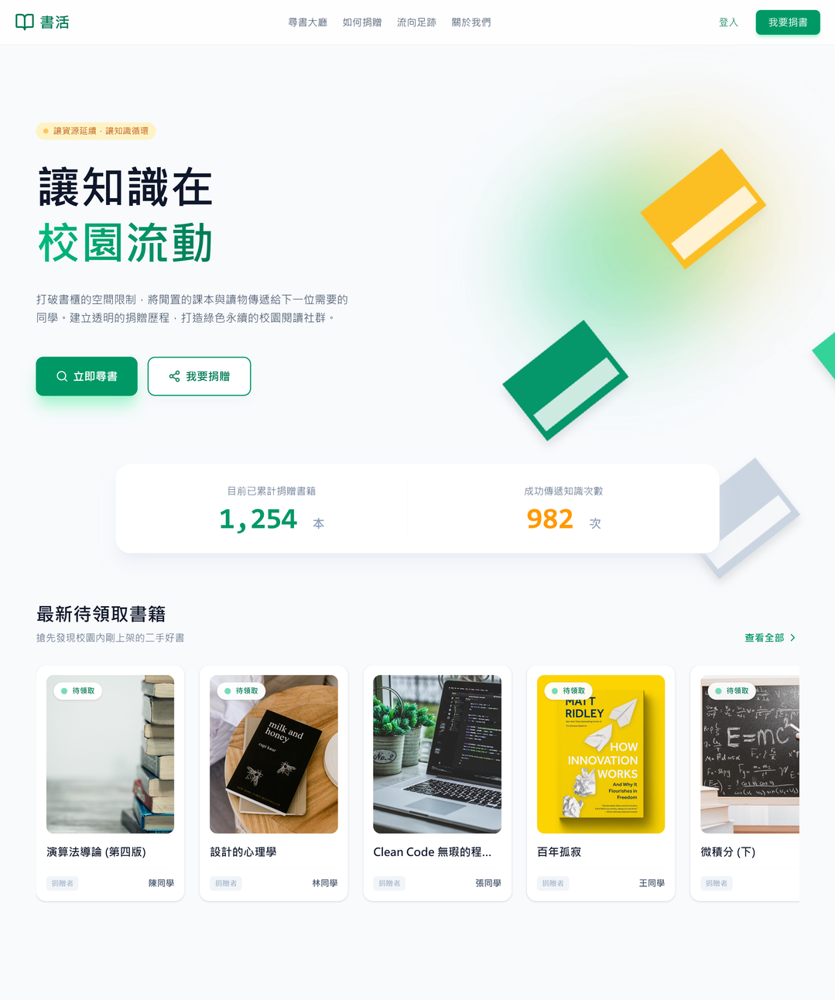 書活
尋書大廳 如何捐贈 流向足跡 關於我們
登入 我要捐書
讓資源延續，讓知識循環
讓知識在
校園流動
打破書櫃的空間限制，將閒置的課本與讀物傳遞給下一位需要的
同學。建立透明的捐贈歷程，打造綠色永續的校園閱讀社群。
立即尋書 我要捐贈
目前已累計捐贈書籍
1,254 本
成功傳遞知識次數
982 次
最新待領取書籍
搶先發現校園內剛上架的二手好書
查看全部
待領取
演算法導論 (第四版)
捐贈者 陳同學
待領取
milk and
honey
rupi kaur
設計的心理學
捐贈者 林同學
待領取
No.2
Clean Code 無瑕的程...
捐贈者 張同學
待領取
MATT
RIDLEY
HOW
INNOVATION
WORKS
And Why It
Flourishes in
Freedom
百年孤寂
捐贈者 王同學
待領取
E=mc²
微積分 (下)
捐贈者